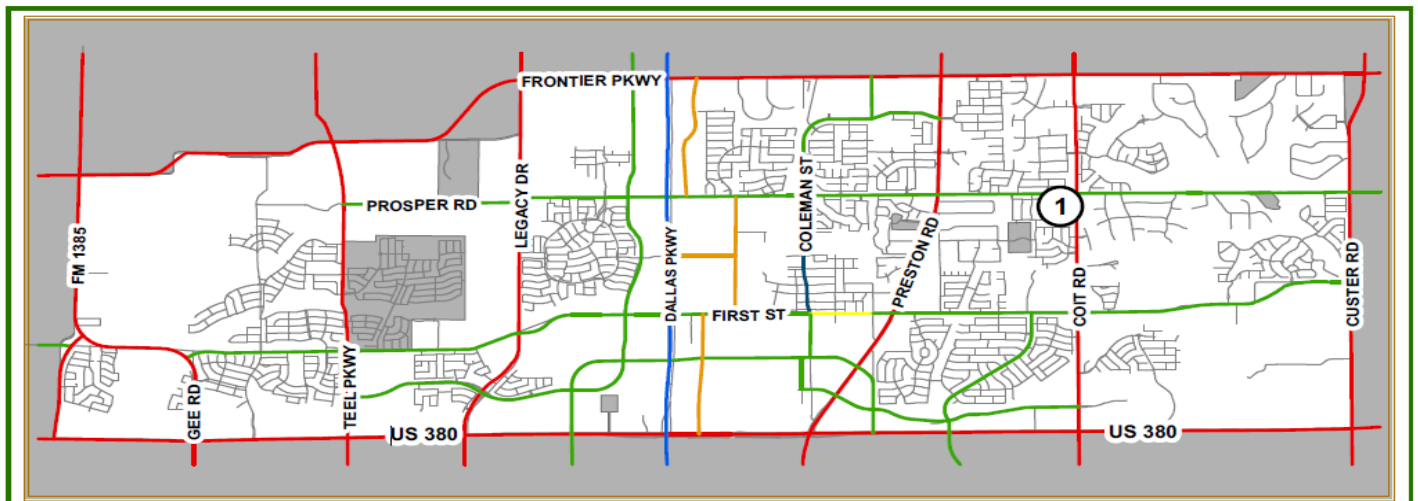 FRONTIER PKWY
LEGACY DR
COLEMAN ST
PROSPER RD
1
FM 1385
DALLAS PKWY
PRESTON RD
COIT RD
CUSTER RD
FIRST ST
TEEL PKWY
GEE RD
US 380
US 380